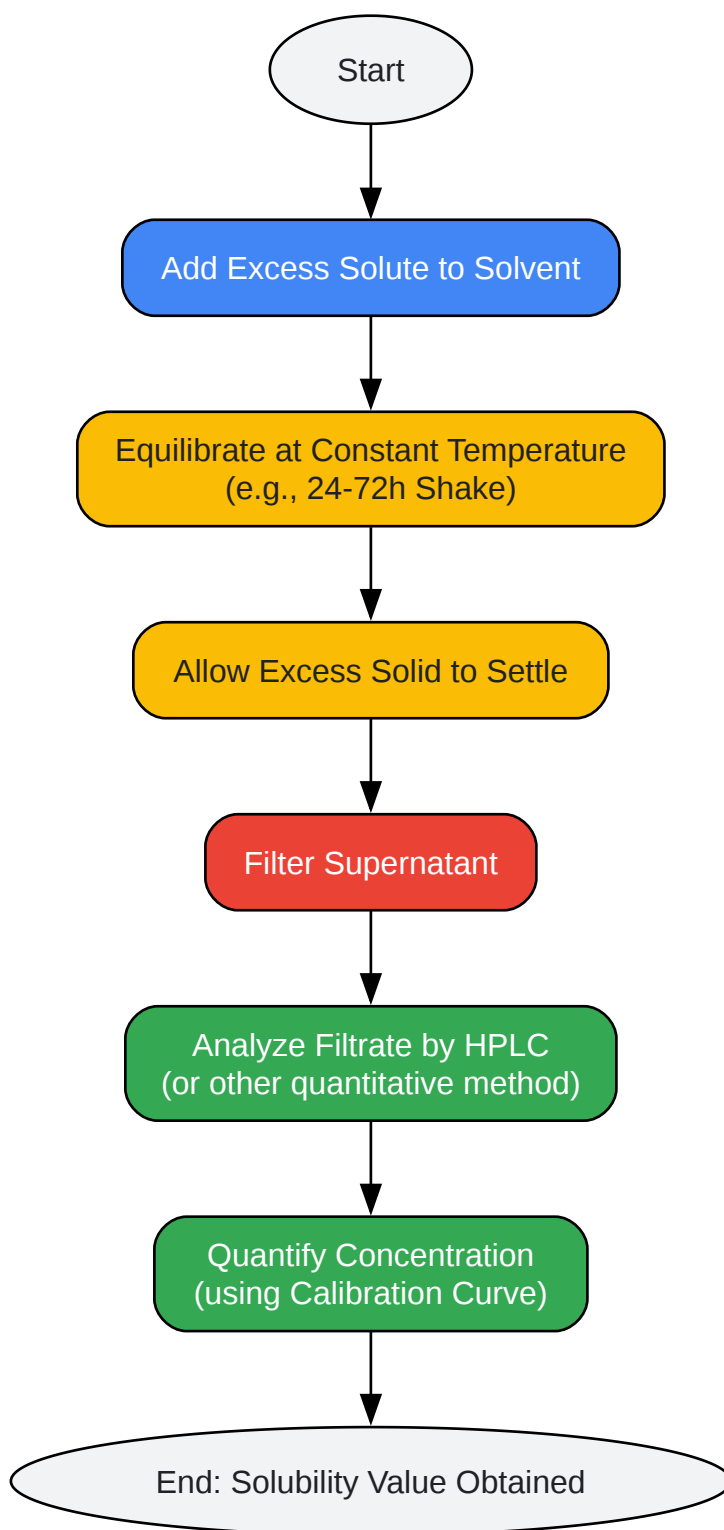 Start
Add Excess Solute to Solvent
Equilibrate at Constant Temperature
(e.g., 24-72h Shake)
Allow Excess Solid to Settle
Filter Supernatant
Analyze Filtrate by HPLC
(or other quantitative method)
Quantify Concentration
(using Calibration Curve)
End: Solubility Value Obtained